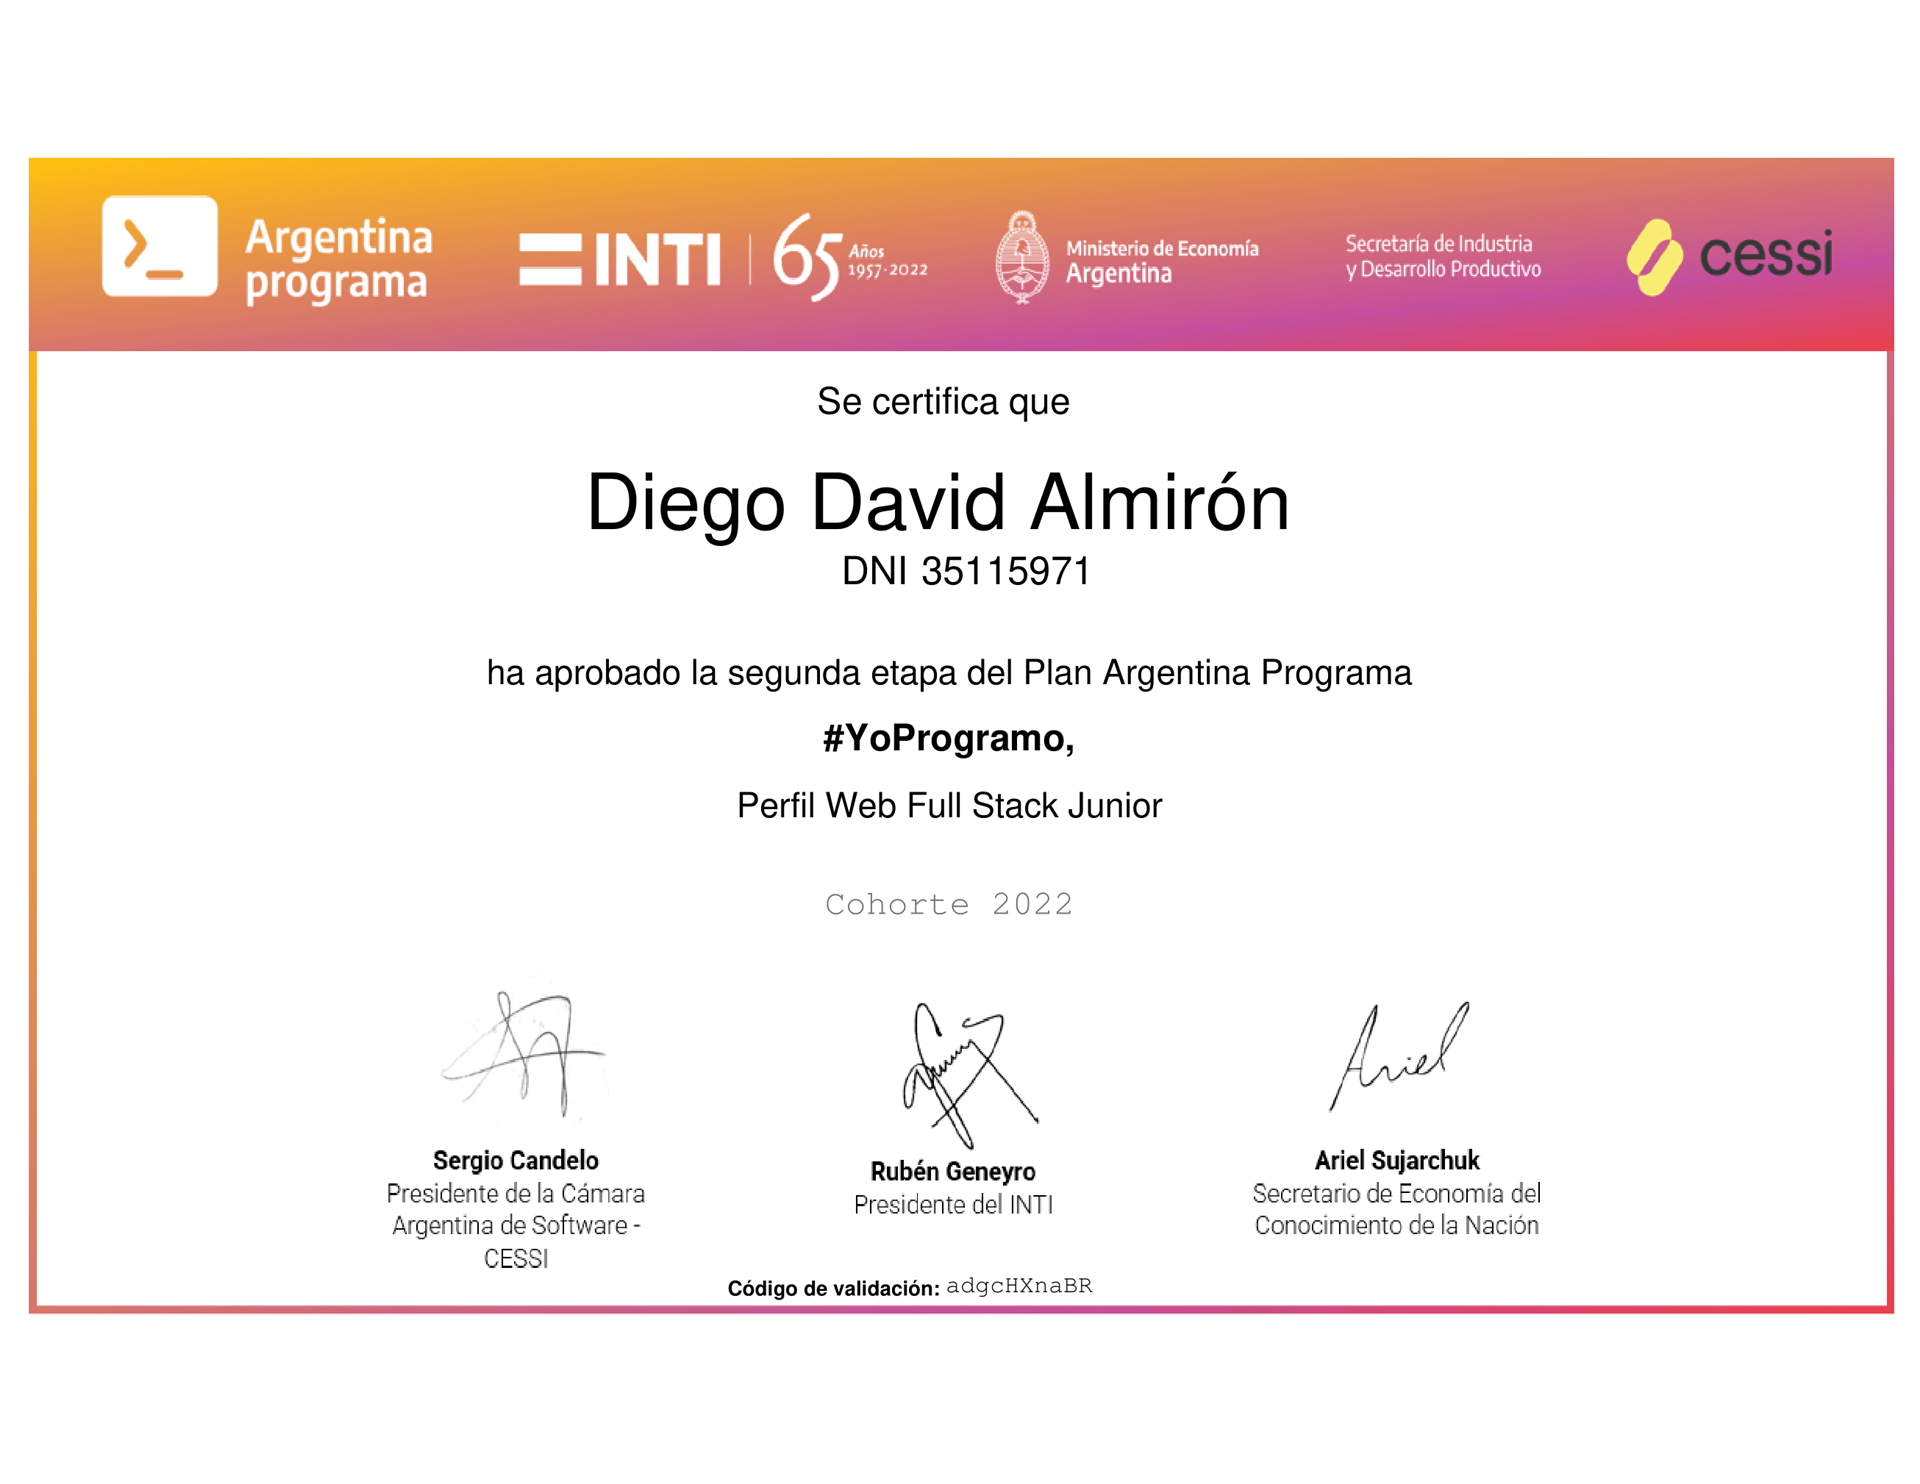 Argentina
programa
INTI
65 Años
1957-2022
Ministerio de Economía
Argentina
Secretaría de Industria
y Desarrollo Productivo
cessi
Se certifica que
Diego David Almirón
DNI 35115971
ha aprobado la segunda etapa del Plan Argentina Programa
#YoProgramo,
Perfil Web Full Stack Junior
Cohorte 2022
Ariel
Sergio Candelo
Presidente de la Cámara
Argentina de Software -
CESSI
Rubén Geneyro
Presidente del INTI
Ariel Sujarchuk
Secretario de Economía del
Conocimiento de la Nación
Código de validación: adgcHXnaBR